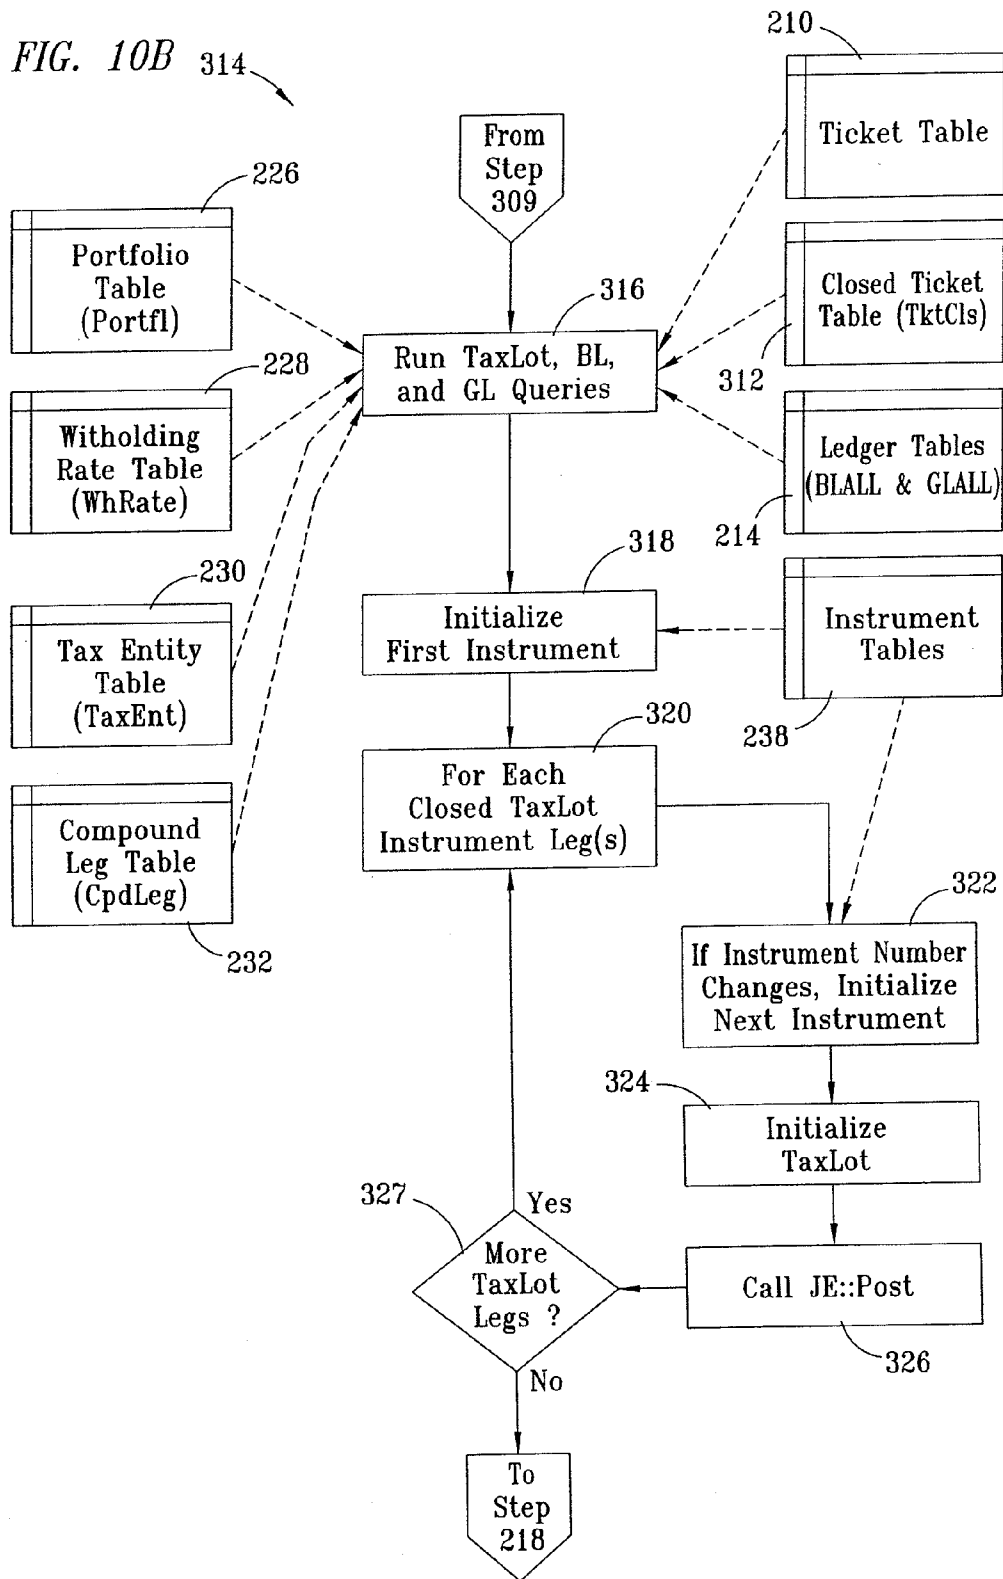 FIG. 10B
314
210
Ticket Table
From
Step
309
226
Portfolio
Table
(Portfl)
316
Closed Ticket
Table (TktCls)
312
Run TaxLot, BL,
and GL Queries
228
Witholding
Rate Table
(WhRate)
Ledger Tables
(BLALL & GLALL)
214
318
Initialize
First Instrument
Instrument
Tables
238
230
Tax Entity
Table
(TaxEnt)
320
For Each
Closed TaxLot
Instrument Leg(s)
Compound
Leg Table
(CpdLeg)
232
322
If Instrument Number
Changes, Initialize
Next Instrument
324
Initialize
TaxLot
327
Yes
More
TaxLot
Legs ?
Call JE::Post
326
No
To
Step
218